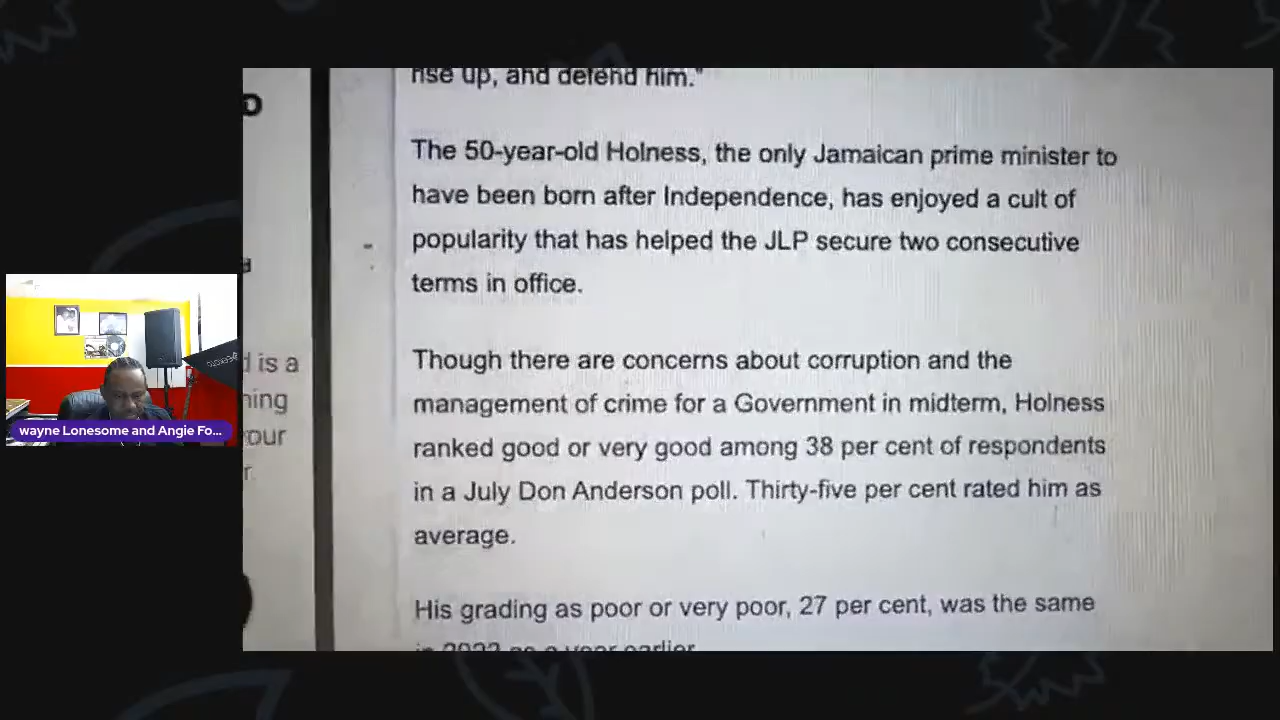 rise up, and defend him."
The 50-year-old Holness, the only Jamaican prime minister to
have been born after Independence, has enjoyed a cult of
popularity that has helped the JLP secure two consecutive
terms in office.
Though there are concerns about corruption and the
management of crime for a Government in midterm, Holness
ranked good or very good among 38 per cent of respondents
in a July Don Anderson poll. Thirty-five per cent rated him as
average.
His grading as poor or very poor, 27 per cent, was the same
in 2022 as a year earlier
d is a
ning
our
r.
wayne Lonesome and Angie Fo...